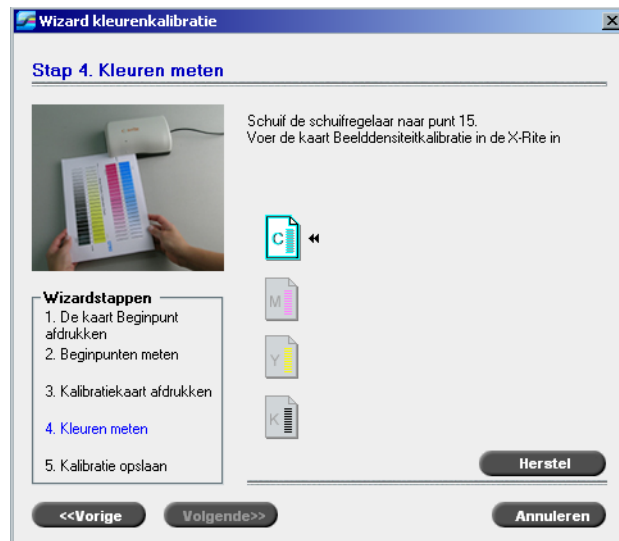 Wizard kleurenkalibratie
Stap 4. Kleuren meten
Schuif de schuifregelaar naar punt 15.
Voer de kaart Beelddensiteitkalibratie in de X-Rite in
C
M
Y
K
Wizardstappen
1. De kaart Beginpunt
afdrukken
2. Beginpunten meten
3. Kalibratiekaart afdrukken
4. Kleuren meten
5. Kalibratie opslaan
Herstel
<<Vorige
Volgende>>
Annuleren